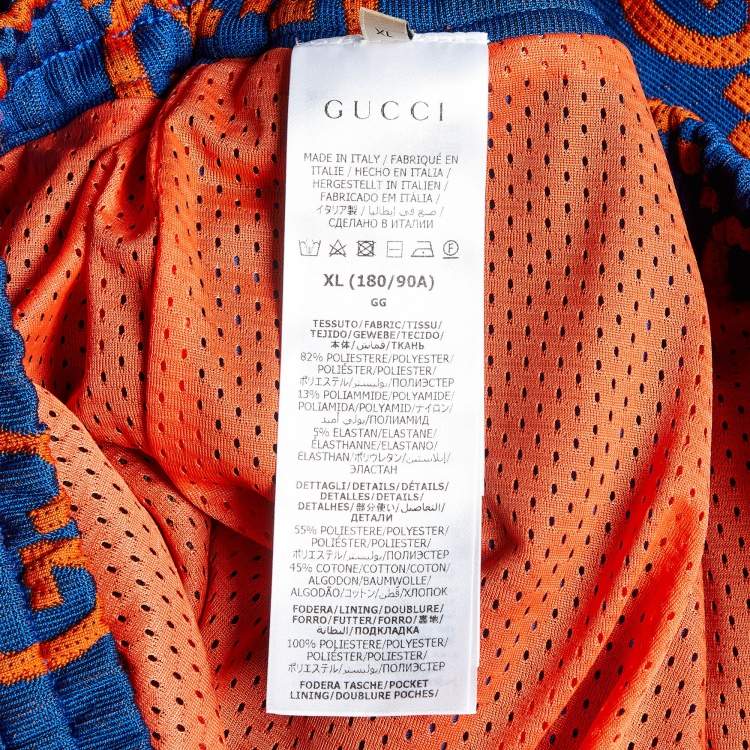 XL
GUCCI
MADE IN ITALY / FABRIQUÉ EN
ITALIE / HECHO EN ITALIA /
HERGESTELLT IN ITALIEN /
FABRICADO EM ITÁLIA /
イタリア製 / صنع في إيطاليا /
СДЕЛАНО В ИТАЛИИ
XL (180/90A)
GG
TESSUTO/FABRIC/TISSU/
TEJIDO/GEWEBE/TECIDO/
本体/قماش/ТКАНЬ
82% POLIESTERE/POLYESTER/
POLIÉSTER/POLYESTER/
ポリエステル/بوليستر/ПОЛИЭСТЕР
13% POLIAMMIDE/POLYAMIDE/
POLIAMIDA/POLYAMID/ナイロン/
بولي أميد/ПОЛИАМИД
5% ELASTAN/ELASTANE/
ÉLASTHANNE/ELASTANO/
ELASTHAN/ポリウレタン/إيلاستين/
ЭЛАСТАН
DETTAGLI/DETAILS/DÉTAILS/
DETALLES/DETAILS/
DETALHES/部分使い/التفاصيل/
ДЕТАЛИ
55% POLIESTERE/POLYESTER/
POLIÉSTER/POLYESTER/
ポリエステル/بوليستر/ПОЛИЭСТЕР
45% COTONE/COTTON/COTON/
ALGODON/BAUMWOLLE/
ALGODÃO/コットン/قطن/ХЛОПОК
FODERA/LINING/DOUBLURE/
FORRO/FUTTER/FORRO/裏地/
البطانة/ПОДКЛАДКА
100% POLIESTERE/POLYESTER/
POLIÉSTER/POLYESTER/
ポリエステル/بوليستر/ПОЛИЭСТЕР
FODERA TASCHE/POCKET
LINING/DOUBLURE POCHES/